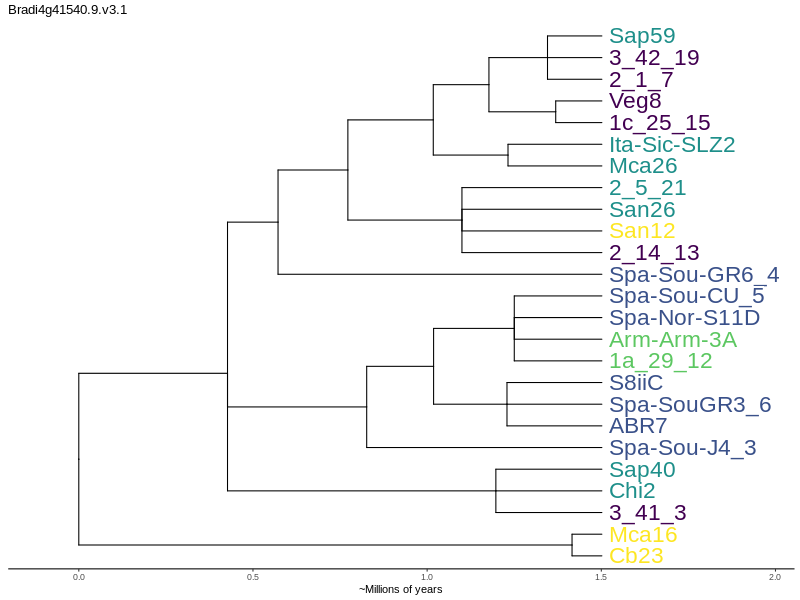 Bradi4g41540.9.v3.1
Sap59
3_42_19
2_1_7
Veg8
1c_25_15
Ita-Sic-SLZ2
Mca26
2_5_21
San26
San12
2_14_13
Spa-Sou-GR6_4
Spa-Sou-CU_5
Spa-Nor-S11D
Arm-Arm-3A
1a_29_12
S8iiC
Spa-SouGR3_6
ABR7
Spa-Sou-J4_3
Sap40
Chi2
3_41_3
Mca16
Cb23
0.0 0.5 1.0 1.5 2.0
~Millions of years